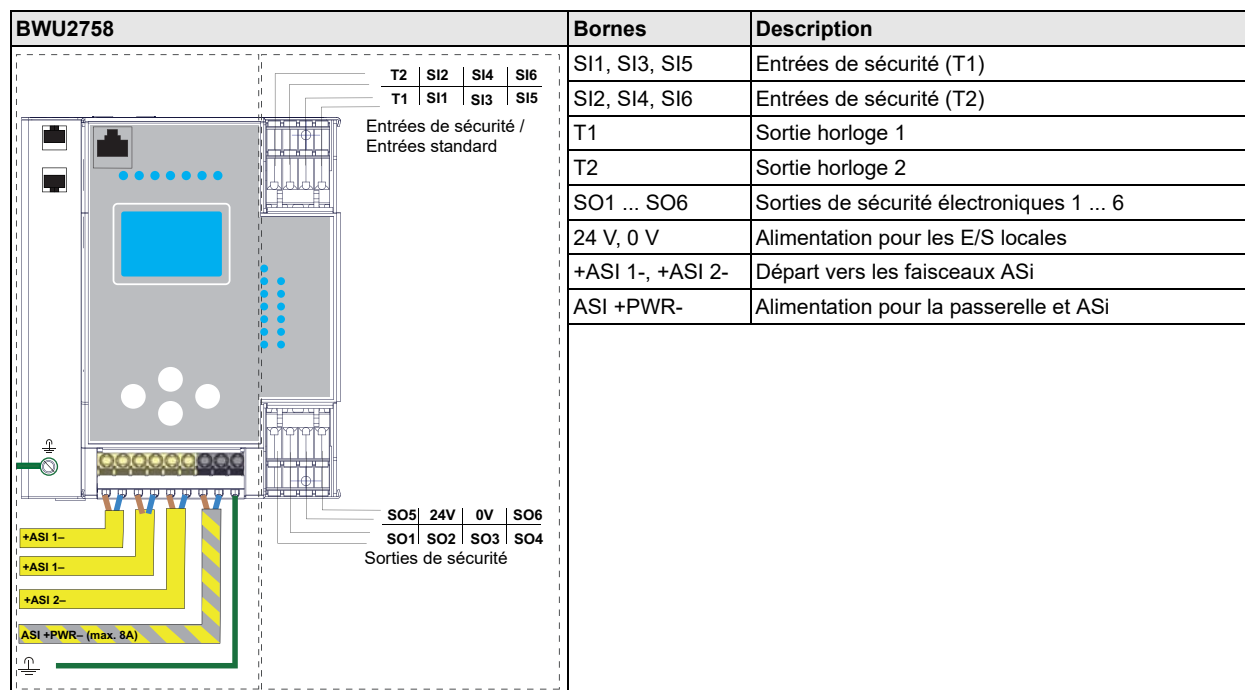 BWU2758
Bornes
Description
T2 SI2 SI4 SI6
T1 SI1 SI3 SI5
Entrées de sécurité /
Entrées standard
SO5 24V 0V SO6
SO1 SO2 SO3 SO4
Sorties de sécurité
+ASI 1–
+ASI 1–
+ASI 2–
ASI +PWR– (max. 8A)
SI1, SI3, SI5 Entrées de sécurité (T1)
SI2, SI4, SI6 Entrées de sécurité (T2)
T1 Sortie horloge 1
T2 Sortie horloge 2
SO1 ... SO6 Sorties de sécurité électroniques 1 ... 6
24 V, 0 V Alimentation pour les E/S locales
+ASI 1-, +ASI 2- Départ vers les faisceaux ASi
ASI +PWR- Alimentation pour la passerelle et ASi